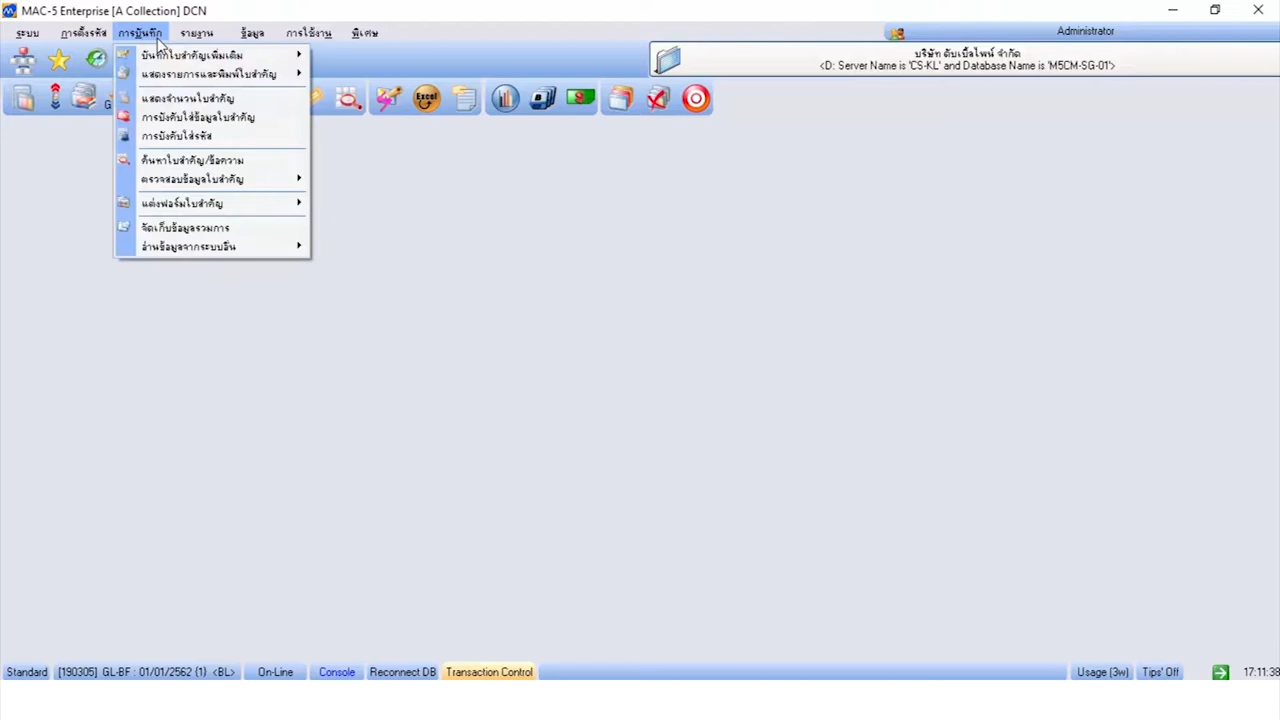 MAC-5 Enterprise [A Collection] DCN
ระบบ การตั้งรหัส การบันทึก รายงาน ข้อมูล การใช้งาน พิเศษ
Administrator
บริษัท ดับเบิ้ลไพน์ จำกัด
<D: Server Name is 'CS-KL' and Database Name is 'M5CM-SG-01'>
G
Excel
บันทึกใบสำคัญเพิ่มเติม
แสดงรายการและพิมพ์ใบสำคัญ
แสดงจำนวนใบสำคัญ
การบังคับใส่ข้อมูลใบสำคัญ
การบังคับใส่รหัส
ค้นหาใบสำคัญ/ข้อความ
ตรวจสอบข้อมูลใบสำคัญ
แต่งฟอร์มใบสำคัญ
จัดเก็บข้อมูลรวมการ
อ่านข้อมูลจากระบบอื่น
Standard [190305] GL-BF : 01/01/2562 (1) <BL> On-Line Console Reconnect DB Transaction Control Usage (3w) Tips' Off 17:11:38